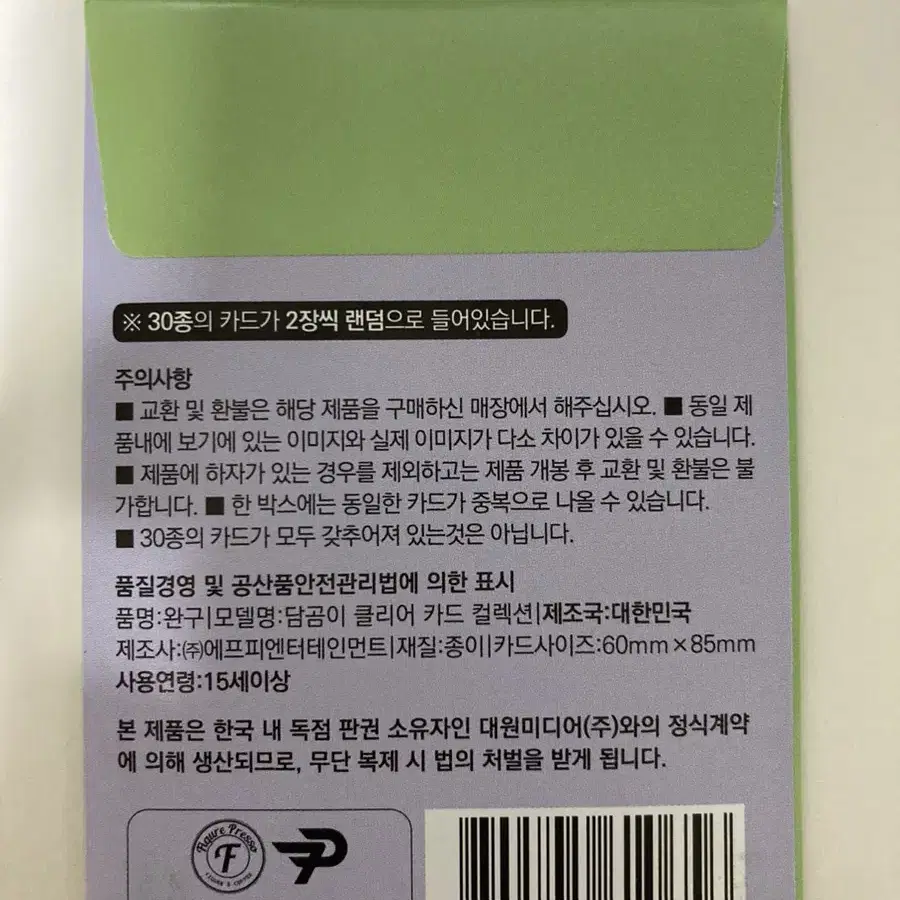 ※ 30종의 카드가 2장씩 랜덤으로 들어있습니다.
주의사항
■ 교환 및 환불은 해당 제품을 구매하신 매장에서 해주십시오. ■ 동일 제
품내에 보기에 있는 이미지와 실제 이미지가 다소 차이가 있을 수 있습니다.
■ 제품에 하자가 있는 경우를 제외하고는 제품 개봉 후 교환 및 환불은 불
가합니다. ■ 한 박스에는 동일한 카드가 중복으로 나올 수 있습니다.
■ 30종의 카드가 모두 갖추어져 있는것은 아닙니다.
품질경영 및 공산품안전관리법에 의한 표시
품명:완구|모델명:담곰이 클리어 카드 컬렉션|제조국:대한민국
제조사:㈜에프피엔터테인먼트|재질:종이|카드사이즈:60mm×85mm
사용연령:15세이상
본 제품은 한국 내 독점 판권 소유자인 대원미디어(주)와의 정식계약
에 의해 생산되므로, 무단 복제 시 법의 처벌을 받게 됩니다.
Figure Presso
F